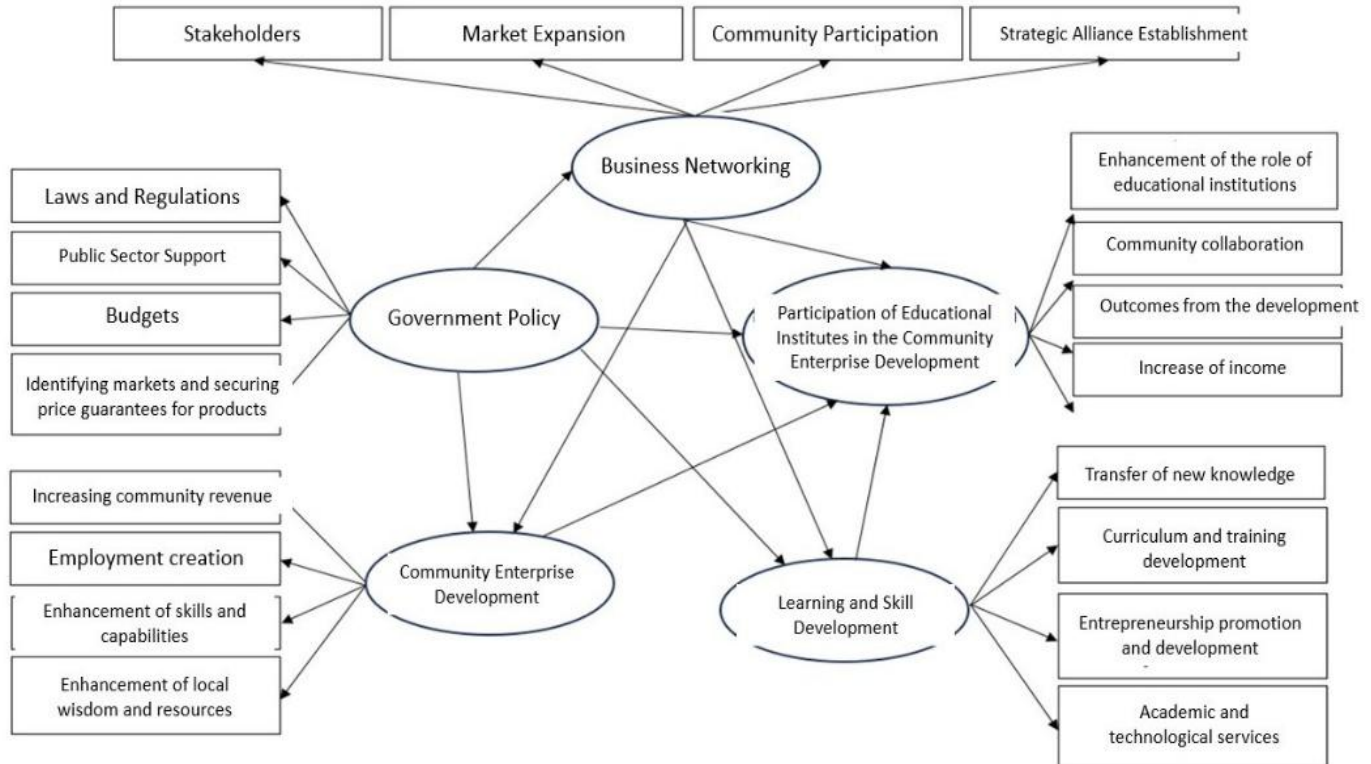 Stakeholders
Market Expansion
Community Participation
Strategic Alliance Establishment
Business Networking
Enhancement of the role of
educational institutions
Laws and Regulations
Public Sector Support
Community collaboration
Budgets
Government Policy
Participation of Educational
Institutes in the Community
Enterprise Development
Outcomes from the development
Increase of income
Identifying markets and securing
price guarantees for products
Increasing community revenue
Transfer of new knowledge
Employment creation
Community Enterprise
Development
Curriculum and training
development
Enhancement of skills and
capabilities
Learning and Skill
Development
Entrepreneurship promotion
and development
Enhancement of local
wisdom and resources
Academic and
technological services